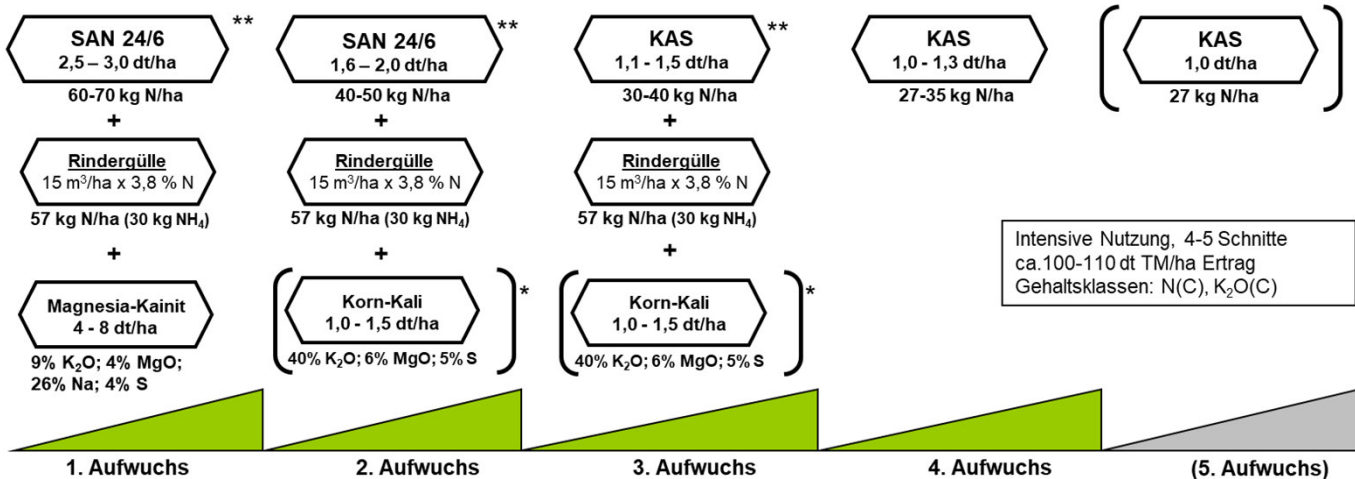 SAN 24/6
2,5 – 3,0 dt/ha
**
60-70 kg N/ha
+
Rindergülle
15 m³/ha x 3,8 % N
57 kg N/ha (30 kg NH₄)
+
Magnesia-Kainit
4 - 8 dt/ha
9% K₂O; 4% MgO;
26% Na; 4% S
1. Aufwuchs
SAN 24/6
1,6 – 2,0 dt/ha
**
40-50 kg N/ha
+
Rindergülle
15 m³/ha x 3,8 % N
57 kg N/ha (30 kg NH₄)
+
Korn-Kali
1,0 - 1,5 dt/ha
*
40% K₂O; 6% MgO; 5% S
2. Aufwuchs
KAS
1,1 - 1,5 dt/ha
**
30-40 kg N/ha
+
Rindergülle
15 m³/ha x 3,8 % N
57 kg N/ha (30 kg NH₄)
+
Korn-Kali
1,0 - 1,5 dt/ha
*
40% K₂O; 6% MgO; 5% S
3. Aufwuchs
KAS
1,0 - 1,3 dt/ha
27-35 kg N/ha
4. Aufwuchs
KAS
1,0 dt/ha
27 kg N/ha
(5. Aufwuchs)
Intensive Nutzung, 4-5 Schnitte
ca.100-110 dt TM/ha Ertrag
Gehaltsklassen: N(C), K₂O(C)